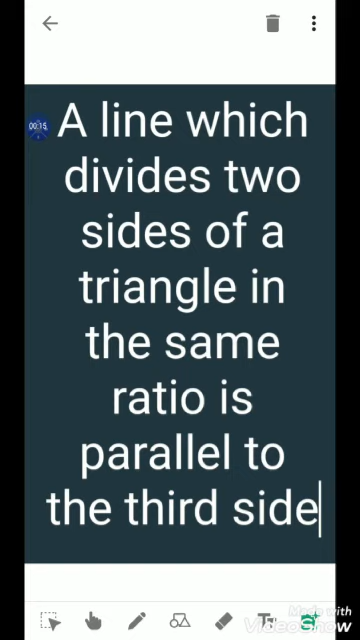 00:15
A line which
divides two
sides of a
triangle in
the same
ratio is
parallel to
the third side
Made with
VideoShow